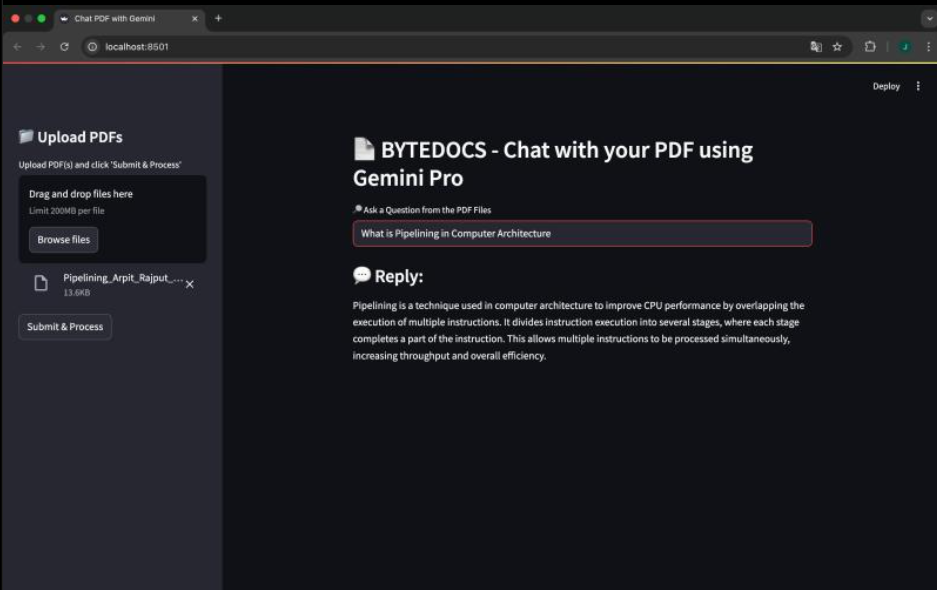 Chat PDF with Gemini
localhost:8501
J
Deploy
📁 Upload PDFs
Upload PDF(s) and click 'Submit & Process'
Drag and drop files here
Limit 200MB per file
Browse files
Pipelining_Arpit_Rajput_...
13.6KB
Submit & Process
📄 BYTEDOCS - Chat with your PDF using
Gemini Pro
🔎 Ask a Question from the PDF Files
What is Pipelining in Computer Architecture
💬 Reply:
Pipelining is a technique used in computer architecture to improve CPU performance by overlapping the
execution of multiple instructions. It divides instruction execution into several stages, where each stage
completes a part of the instruction. This allows multiple instructions to be processed simultaneously,
increasing throughput and overall efficiency.